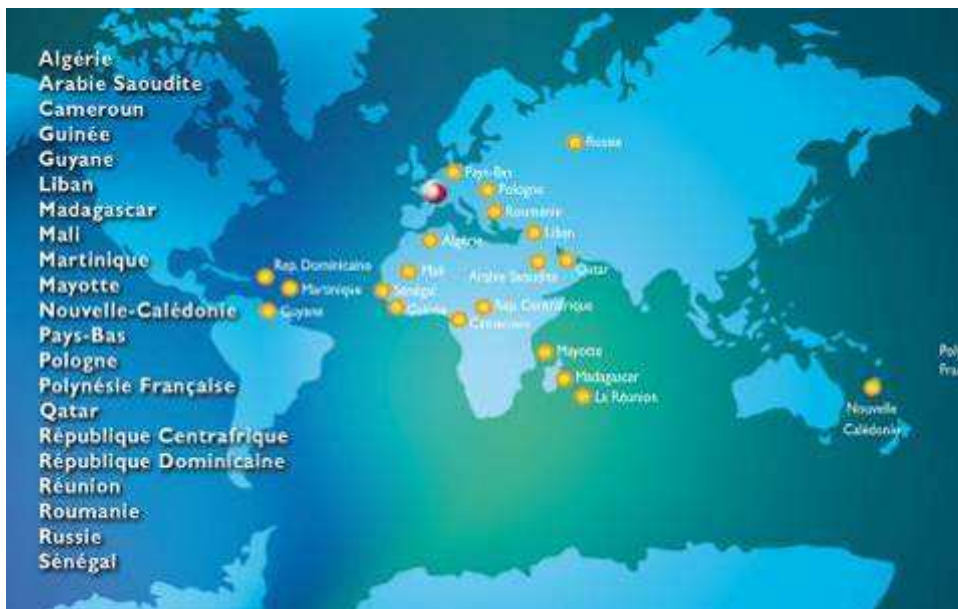 Algérie
Arabie Saoudite
Cameroun
Guinée
Guyane
Liban
Madagascar
Mali
Martinique
Mayotte
Nouvelle-Calédonie
Pays-Bas
Pologne
Polynésie Française
Qatar
République Centrafrique
République Dominicaine
Réunion
Roumanie
Russie
Sénégal
Russie
Pays-Bas
Pologne
Roumanie
Liban
Algérie
Qatar
Arabie Saoudite
Mali
Rep. Dominicaine
Martinique
Sénégal
Guyane
Guinée
Rep. Centrafrique
Cameroun
Mayotte
Madagascar
La Réunion
Nouvelle
Calédonie